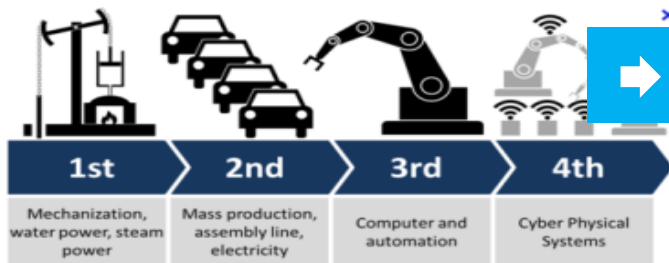 1st
2nd
3rd
4th
Mechanization,
water power, steam
power
Mass production,
assembly line,
electricity
Computer and
automation
Cyber Physical
Systems